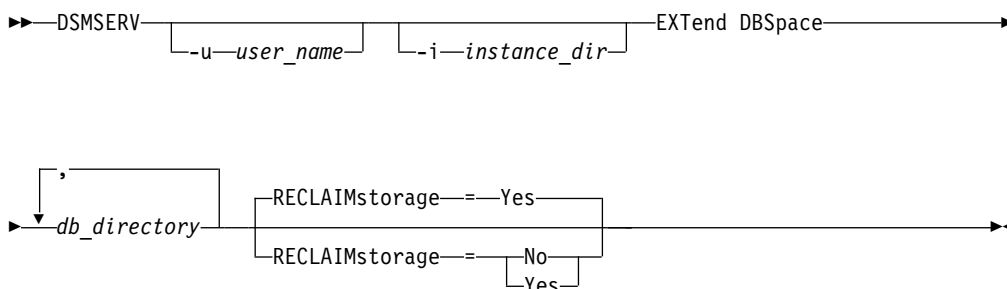 DSMSERV EXTend DBSpace
-u user_name -i instance_dir
,
RECLAIMstorage = Yes
db_directory
RECLAIMstorage = No
Yes